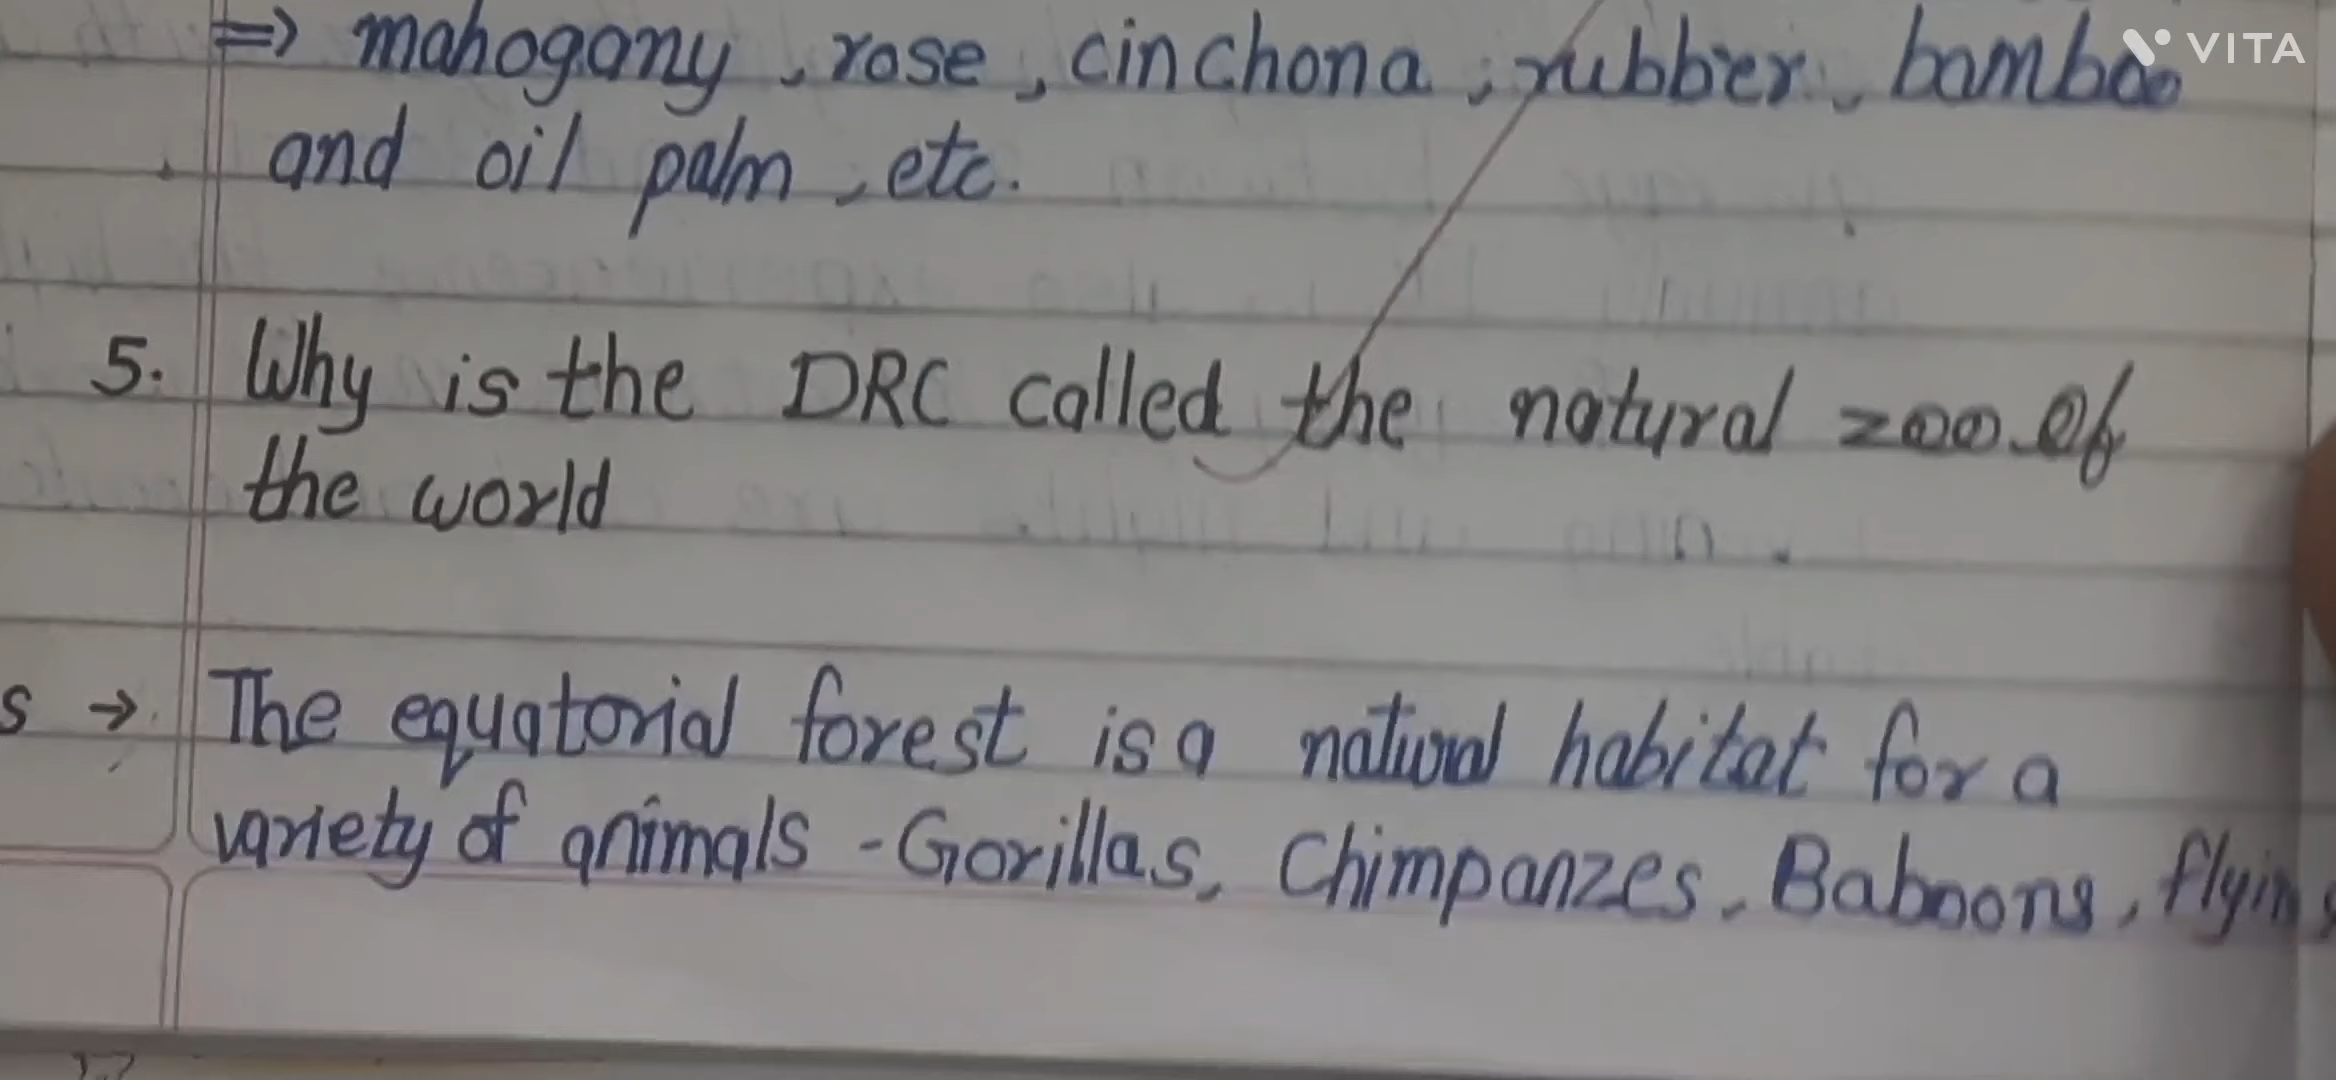 ⇒ mahogany, rose, cinchona, rubber, bamboo
VITA
and oil palm, etc.
5. Why is the DRC called the natural zoo of
the world
s → The equatorial forest is a natural habitat for a
variety of animals - Gorillas, Chimpanzes, Baboons, flying